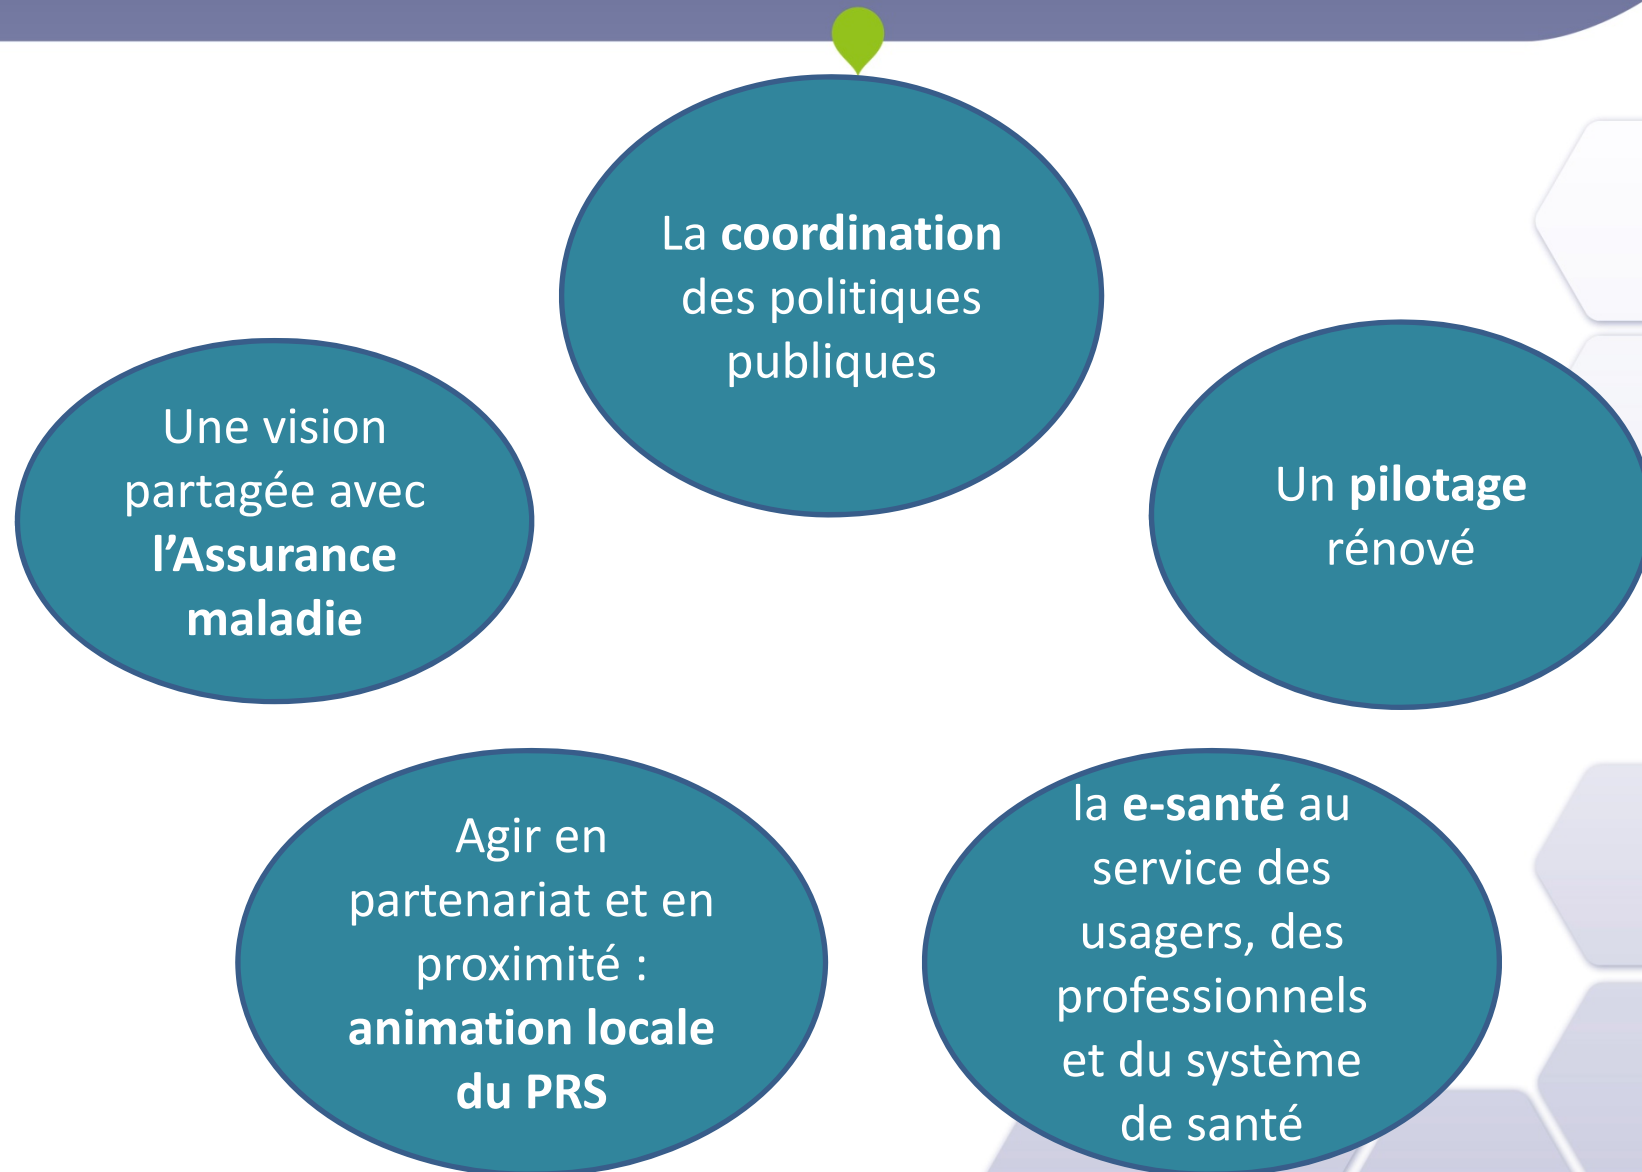 La coordination
des politiques
publiques
Une vision
partagée avec
l’Assurance
maladie
Un pilotage
rénové
Agir en
partenariat et en
proximité :
animation locale
du PRS
la e-santé au
service des
usagers, des
professionnels
et du système
de santé